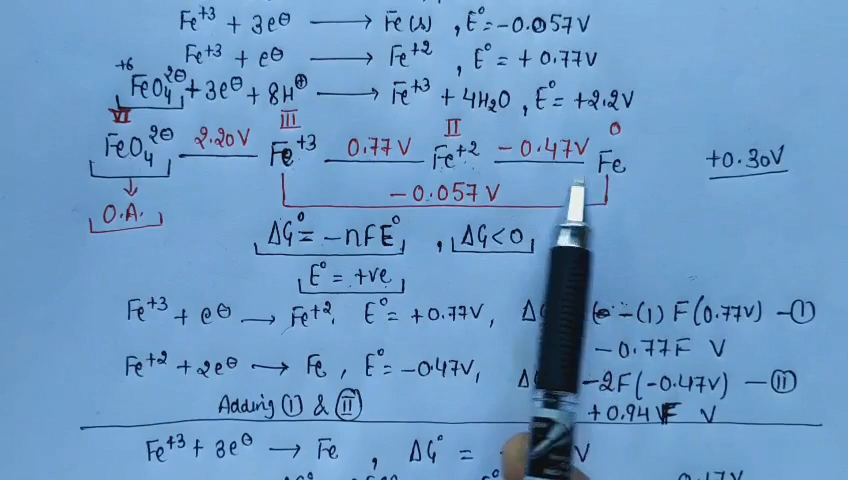 Fe⁺³ + 3e⊖ → Fe(s) , E° = -0.057V
Fe⁺³ + e⊖ → Fe⁺² , E° = + 0.77V
+6
FeO₄²⊖ + 3e⊖ + 8H⊕ → Fe⁺³ + 4H₂O , E° = +2.2V
VI III II 0
FeO₄²⊖ 2.20V Fe⁺³ 0.77V Fe⁺² -0.47V Fe +0.30V
-0.057V
O.A.
ΔG° = -nFE° , ΔG<0
E° = +ve
Fe⁺³ + e⊖ → Fe⁺². E° = +0.77V, Δ -(1) F(0.77V) - I
-0.77F V
Fe⁺² + 2e⊖ → Fe , E° = -0.47V, Δ -2F(-0.47V) - II
Adding I & II +0.94 F V
Fe⁺³ + 3e⊖ → Fe , ΔG° = V